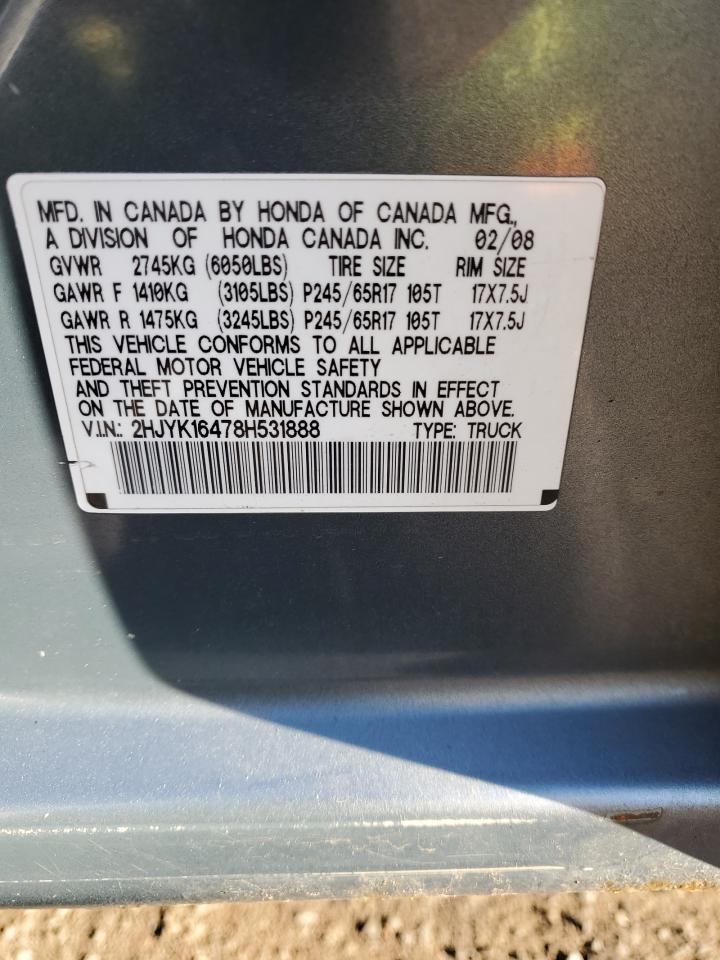 MFD. IN CANADA BY HONDA OF CANADA MFG.,
A DIVISION OF HONDA CANADA INC. 02/08
GVWR 2745KG (6050LBS) TIRE SIZE RIM SIZE
GAWR F 1410KG (3105LBS) P245/65R17 105T 17X7.5J
GAWR R 1475KG (3245LBS) P245/65R17 105T 17X7.5J
THIS VEHICLE CONFORMS TO ALL APPLICABLE
FEDERAL MOTOR VEHICLE SAFETY
AND THEFT PREVENTION STANDARDS IN EFFECT
ON THE DATE OF MANUFACTURE SHOWN ABOVE.
V.I.N.: 2HJYK16478H531888 TYPE: TRUCK